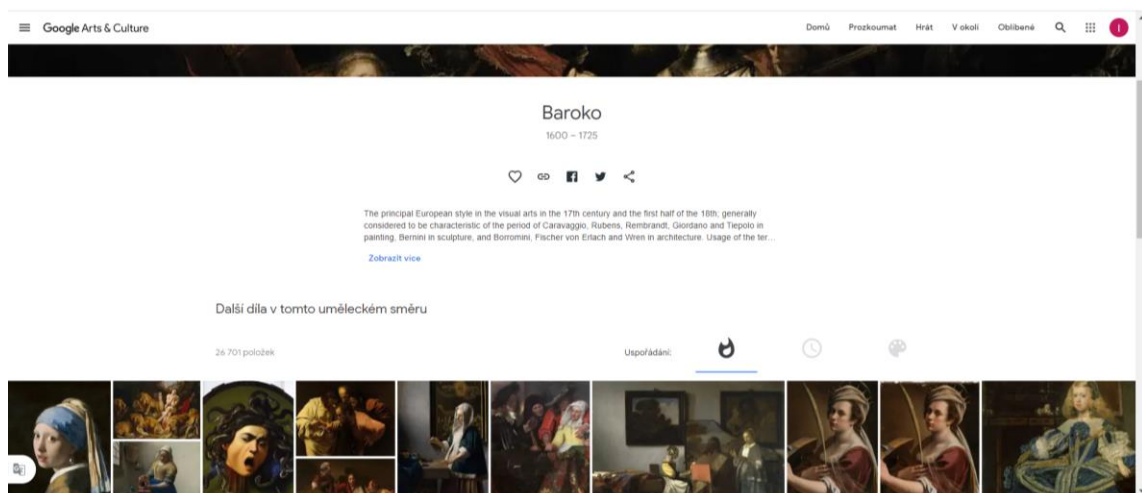 Google Arts & Culture
Domů Prozkoumat Hrát V okolí Oblíbené
I
Baroko
1600 – 1725
The principal European style in the visual arts in the 17th century and the first half of the 18th; generally
considered to be characteristic of the period of Caravaggio, Rubens, Rembrandt, Giordano and Tiepolo in
painting, Bernini in sculpture, and Borromini, Fischer von Erlach and Wren in architecture. Usage of the ter...
Zobrazit více
Další díla v tomto uměleckém směru
26 701 položek
Uspořádání: